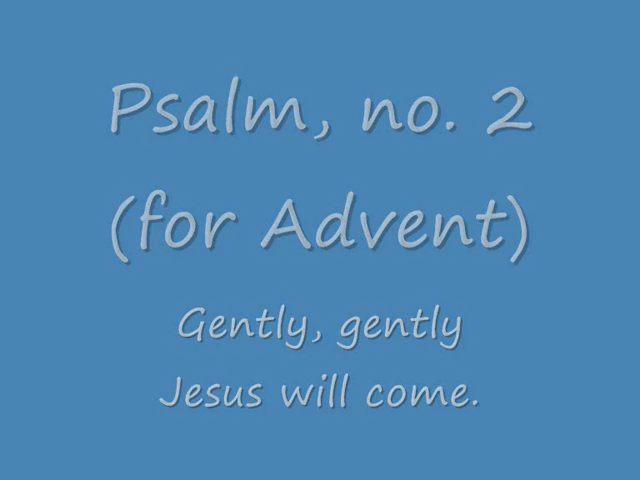 Psalm, no. 2
(for Advent)
Gently, gently
Jesus will come.